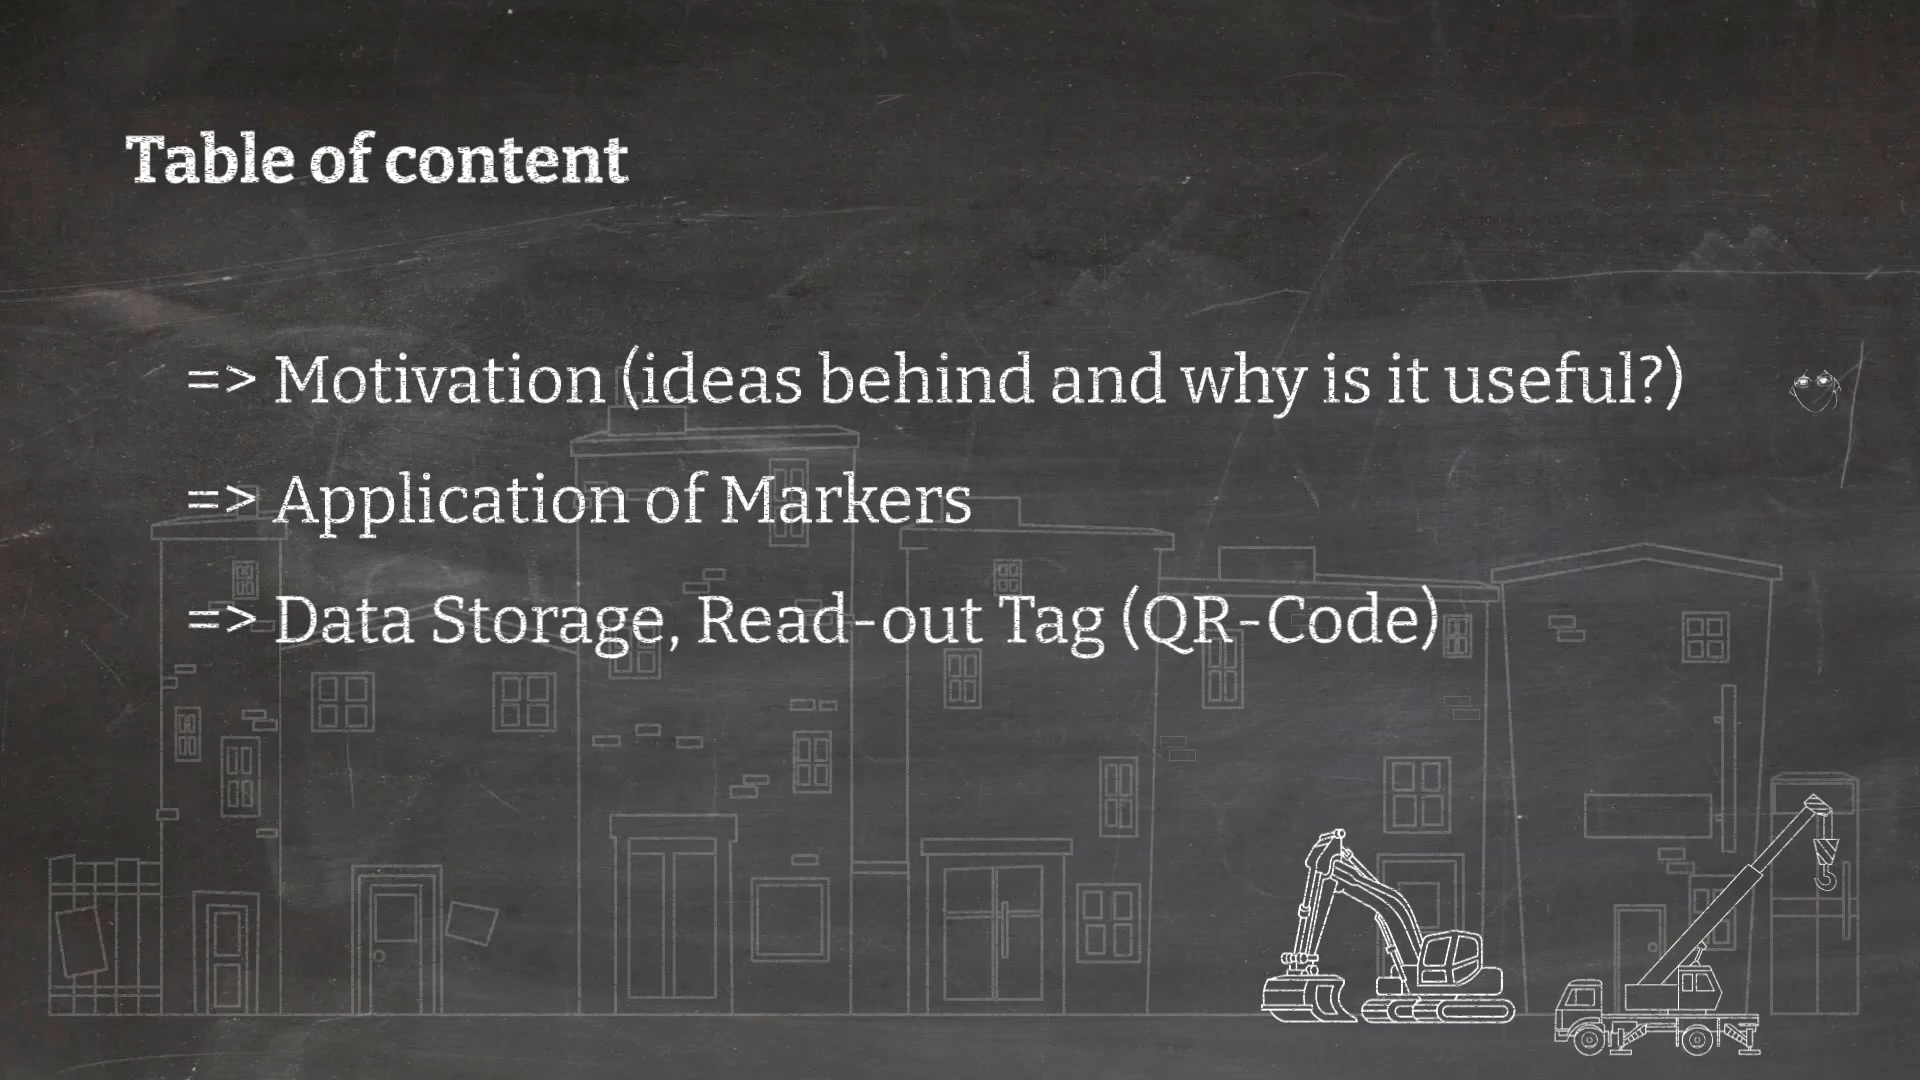 Table of content
=> Motivation (ideas behind and why is it useful?)
=> Application of Markers
=> Data Storage, Read-out Tag (QR-Code)